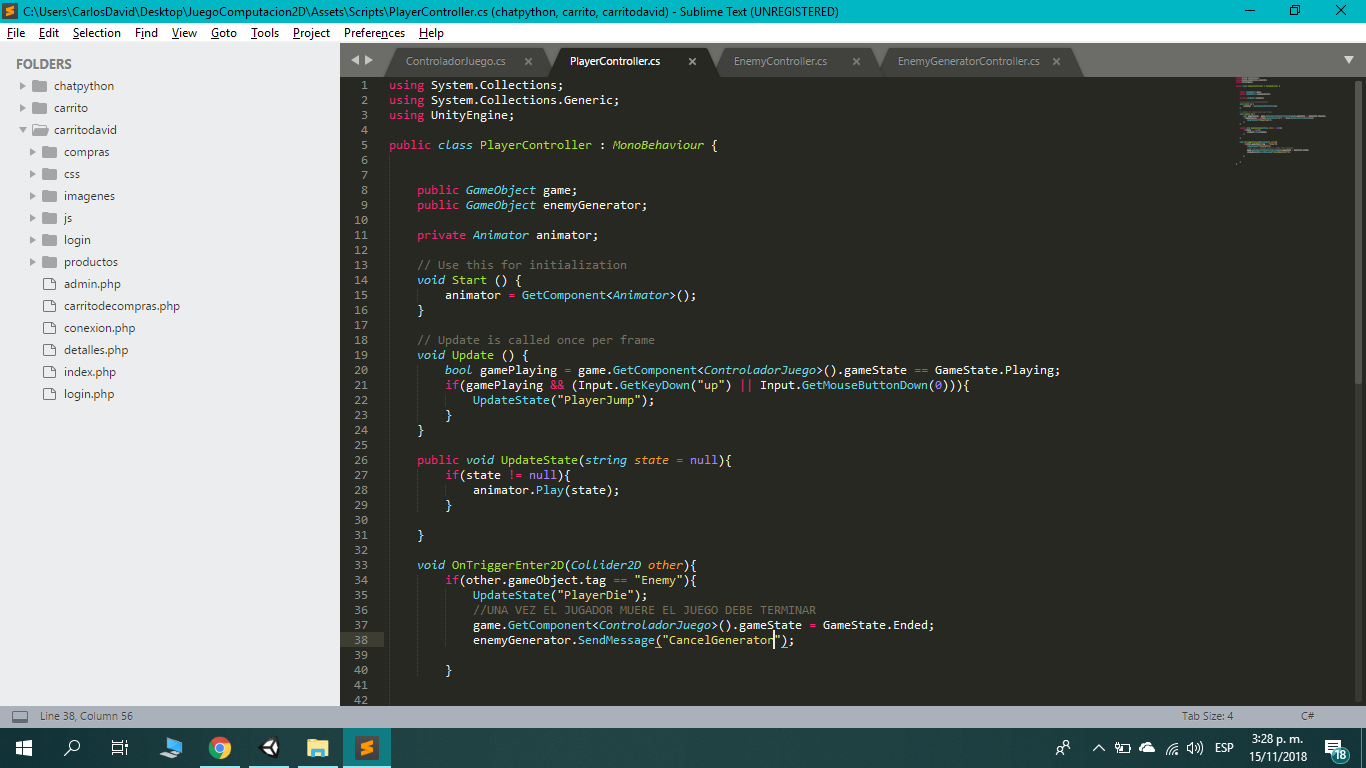 C:\Users\CarlosDavid\Desktop\JuegoComputacion2D\Assets\Scripts\PlayerController.cs (chatpython, carrito, carritodavid) - Sublime Text (UNREGISTERED)
File Edit Selection Find View Goto Tools Project Preferences Help
FOLDERS
chatpython
carrito
carritodavid
compras
css
imagenes
js
login
productos
admin.php
carritodecompras.php
conexion.php
detalles.php
index.php
login.php
ControladorJuego.cs PlayerController.cs EnemyController.cs EnemyGeneratorController.cs
1 using System.Collections;
2 using System.Collections.Generic;
3 using UnityEngine;
4
5 public class PlayerController : MonoBehaviour {
6
7
8 public GameObject game;
9 public GameObject enemyGenerator;
10
11 private Animator animator;
12
13 // Use this for initialization
14 void Start () {
15 animator = GetComponent<Animator>();
16 }
17
18 // Update is called once per frame
19 void Update () {
20 bool gamePlaying = game.GetComponent<ControladorJuego>().gameState == GameState.Playing;
21 if(gamePlaying && (Input.GetKeyDown("up") || Input.GetMouseButtonDown(0))){
22 UpdateState("PlayerJump");
23 }
24 }
25
26 public void UpdateState(string state = null){
27 if(state != null){
28 animator.Play(state);
29 }
30
31 }
32
33 void OnTriggerEnter2D(Collider2D other){
34 if(other.gameObject.tag == "Enemy"){
35 UpdateState("PlayerDie");
36 //UNA VEZ EL JUGADOR MUERE EL JUEGO DEBE TERMINAR
37 game.GetComponent<ControladorJuego>().gameState = GameState.Ended;
38 enemyGenerator.SendMessage("CancelGenerator");
39
40 }
41
42
Line 38, Column 56 Tab Size: 4 C#
ESP
3:28 p. m.
15/11/2018
18